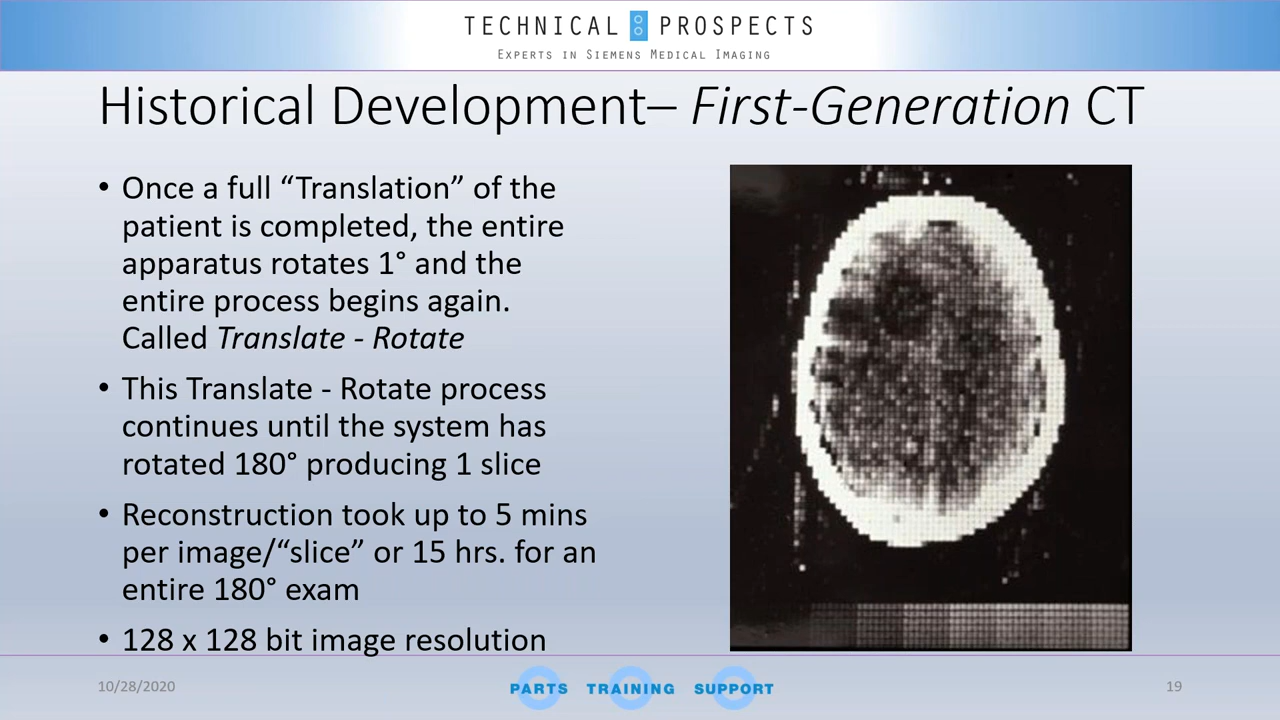 TECHNICAL PROSPECTS
EXPERTS IN SIEMENS MEDICAL IMAGING
Historical Development– First-Generation CT
• Once a full “Translation” of the
patient is completed, the entire
apparatus rotates 1° and the
entire process begins again.
Called Translate - Rotate
• This Translate - Rotate process
continues until the system has
rotated 180° producing 1 slice
• Reconstruction took up to 5 mins
per image/“slice” or 15 hrs. for an
entire 180° exam
• 128 x 128 bit image resolution
10/28/2020
PARTS TRAINING SUPPORT
19